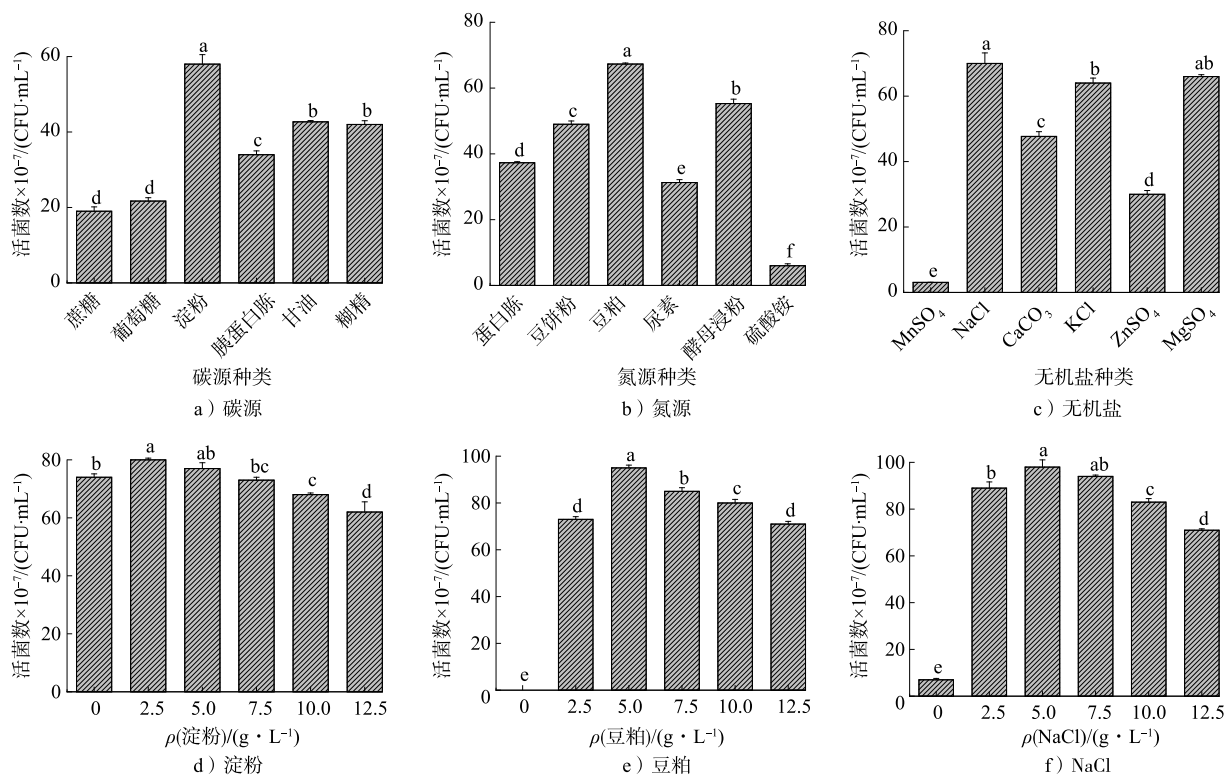 80
60
40
20
0
活菌数×10⁻⁷/(CFU·mL⁻¹)
d
d
a
c
b
b
蔗糖
葡萄糖
淀粉
胰蛋白胨
甘油
糊精
碳源种类
a）碳源
80
60
40
20
0
活菌数×10⁻⁷/(CFU·mL⁻¹)
d
c
a
e
b
f
蛋白胨
豆饼粉
豆粕
尿素
酵母浸粉
硫酸铵
氮源种类
b）氮源
80
60
40
20
0
活菌数×10⁻⁷/(CFU·mL⁻¹)
e
a
c
b
d
ab
MnSO₄
NaCl
CaCO₃
KCl
ZnSO₄
MgSO₄
无机盐种类
c）无机盐
80
60
40
20
0
活菌数×10⁻⁷/(CFU·mL⁻¹)
b
a
ab
bc
c
d
0
2.5
5.0
7.5
10.0
12.5
ρ(淀粉)/(g·L⁻¹)
d）淀粉
100
80
60
40
20
0
活菌数×10⁻⁷/(CFU·mL⁻¹)
e
d
a
b
c
d
2.5
5.0
7.5
10.0
12.5
ρ(豆粕)/(g·L⁻¹)
e）豆粕
100
80
60
40
20
0
活菌数×10⁻⁷/(CFU·mL⁻¹)
e
b
a
ab
c
d
0
2.5
5.0
7.5
10.0
12.5
ρ(NaCl)/(g·L⁻¹)
f）NaCl